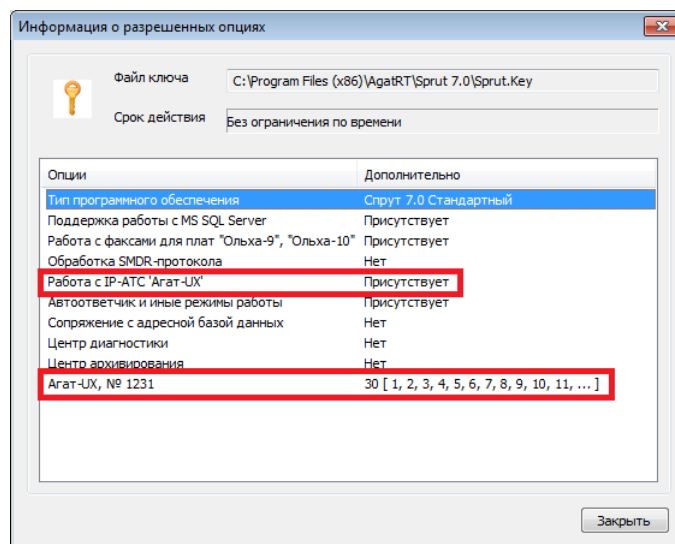 Информация о разрешенных опциях
Файл ключа C:\Program Files (x86)\AgatRT\Sprut 7.0\Sprut.Key
Срок действия Без ограничения по времени
Опции Дополнительно
Тип программного обеспечения Спрут 7.0 Стандартный
Поддержка работы с MS SQL Server Присутствует
Работа с факсами для плат "Ольха-9", "Ольха-10" Присутствует
Обработка SMDR-протокола Нет
Работа с IP-АТС 'Агат-UX' Присутствует
Автоответчик и иные режимы работы Присутствует
Сопряжение с адресной базой данных Нет
Центр диагностики Нет
Центр архивирования Нет
Агат-UX, № 1231 30 [ 1, 2, 3, 4, 5, 6, 7, 8, 9, 10, 11, ... ]
Закрыть